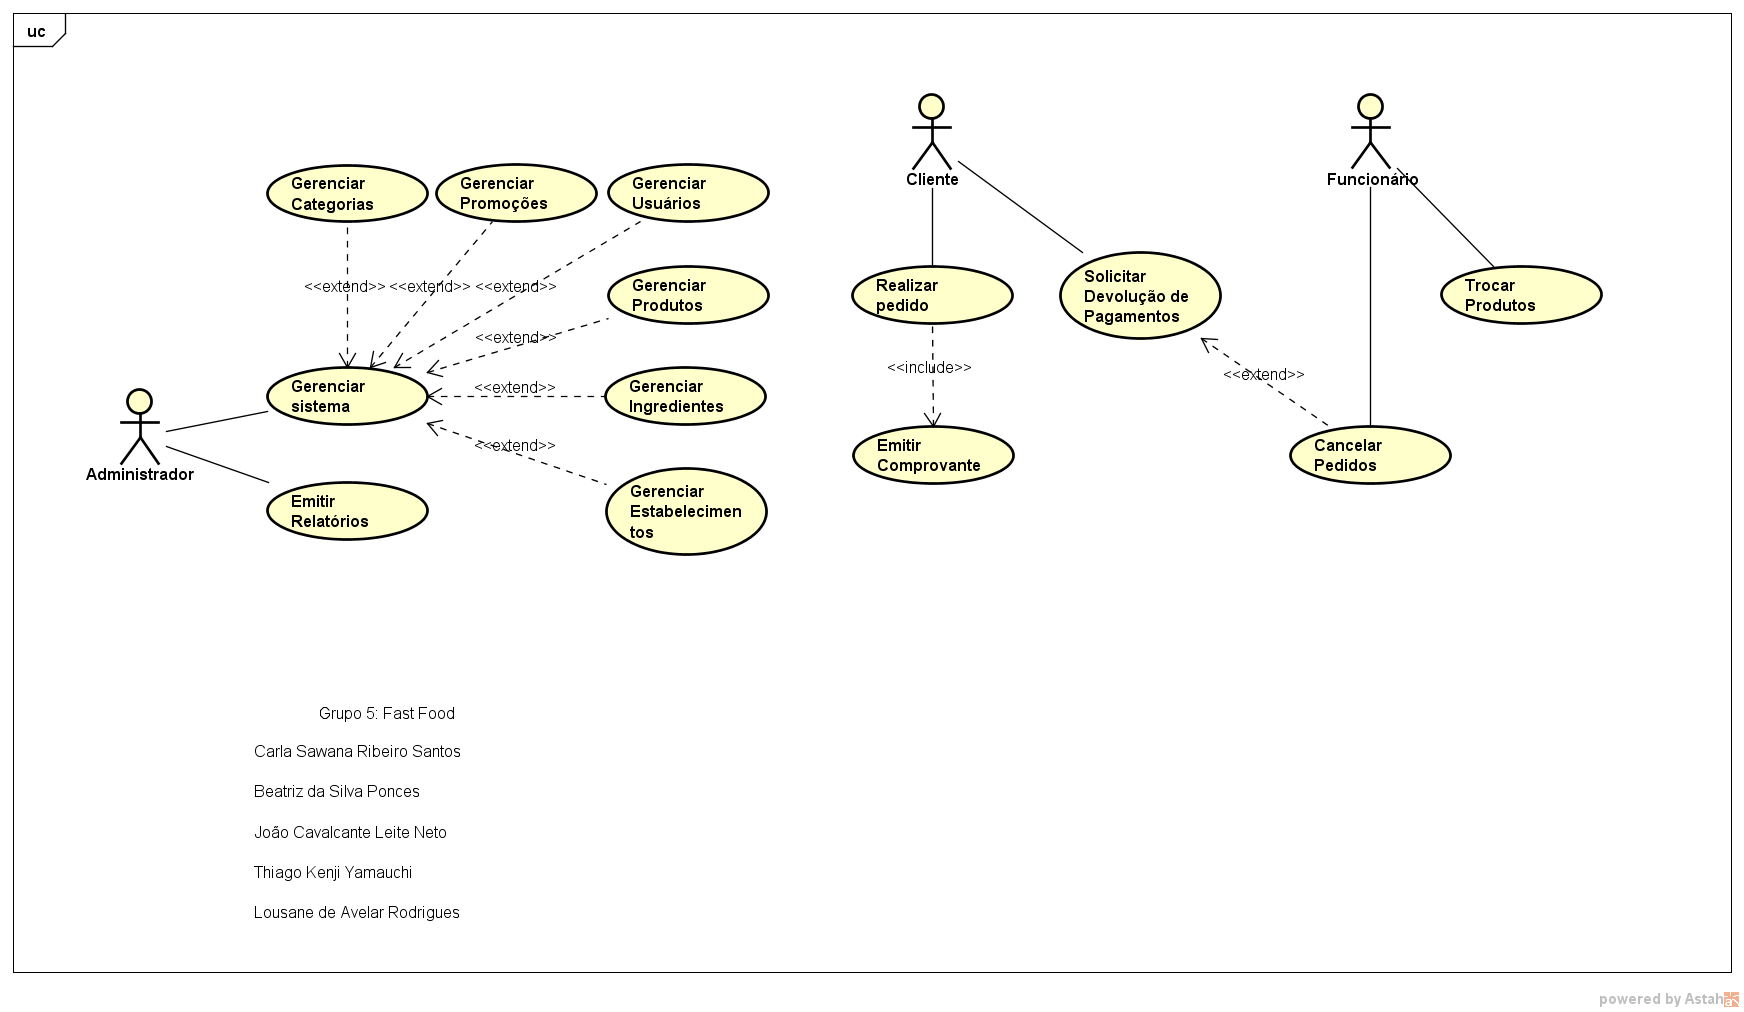 uc
Cliente
Funcionário
Gerenciar
Categorias
Gerenciar
Promoções
Gerenciar
Usuários
<<extend>>
<<extend>>
<<extend>>
Gerenciar
Produtos
Realizar
pedido
Solicitar
Devolução de
Pagamentos
Trocar
Produtos
<<extend>>
<<include>>
<<extend>>
Gerenciar
sistema
<<extend>>
Gerenciar
Ingredientes
Administrador
<<extend>>
Emitir
Comprovante
Cancelar
Pedidos
Emitir
Relatórios
Gerenciar
Estabelecimen
tos
Grupo 5: Fast Food
Carla Sawana Ribeiro Santos
Beatriz da Silva Ponces
João Cavalcante Leite Neto
Thiago Kenji Yamauchi
Lousane de Avelar Rodrigues
powered by Astah